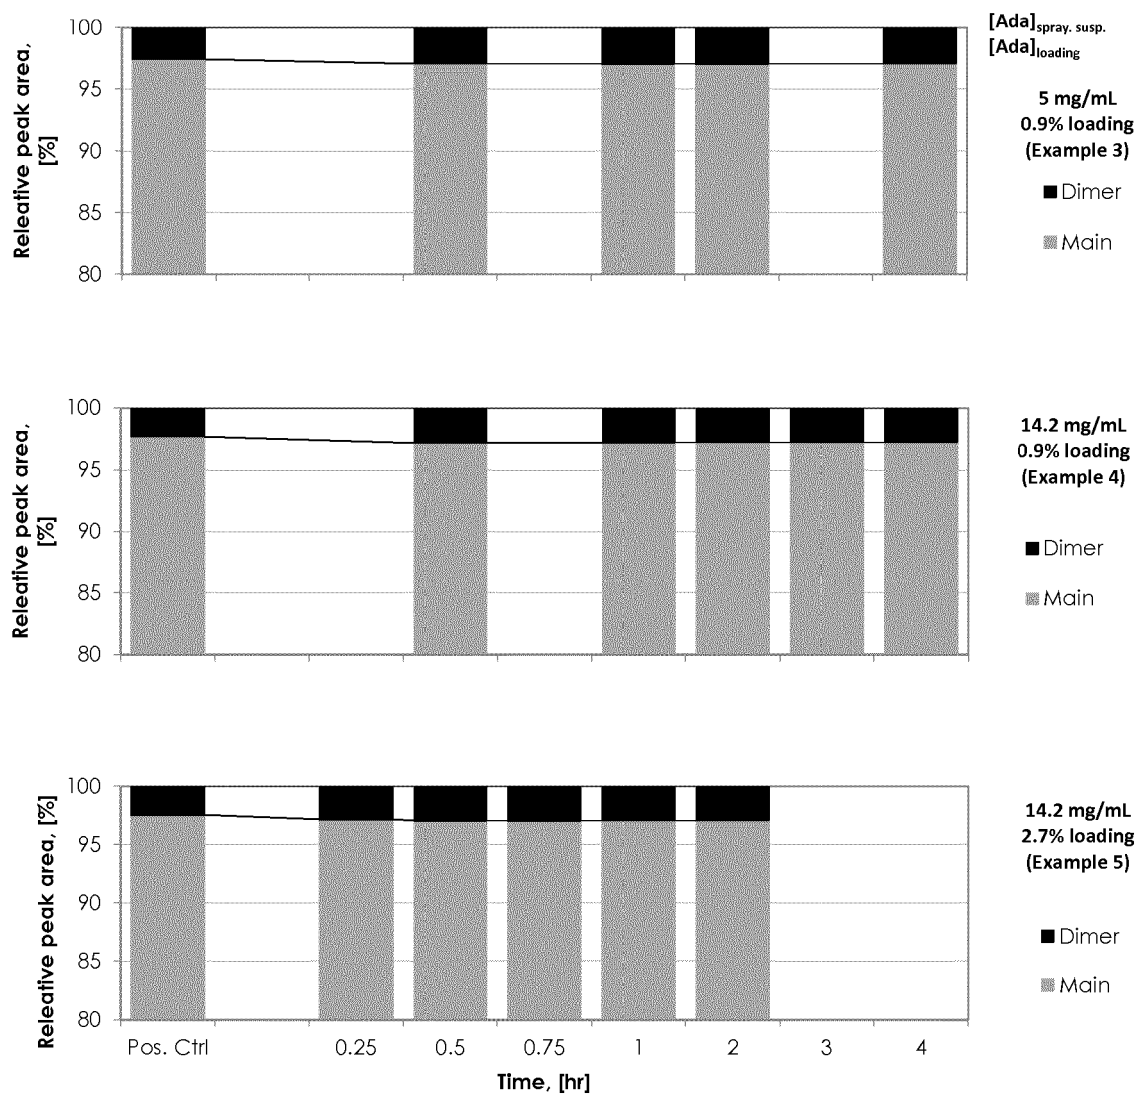 [Ada]spray. susp.
[Ada]loading
100
95
90
85
80
Releative peak area,
[%]
5 mg/mL
0.9% loading
(Example 3)
Dimer
Main
100
95
90
85
80
Releative peak area,
[%]
14.2 mg/mL
0.9% loading
(Example 4)
Dimer
Main
100
95
90
85
80
Releative peak area, [%]
14.2 mg/mL
2.7% loading
(Example 5)
Dimer
Main
Pos. Ctrl 0.25 0.5 0.75 1 2 3 4
Time, [hr]